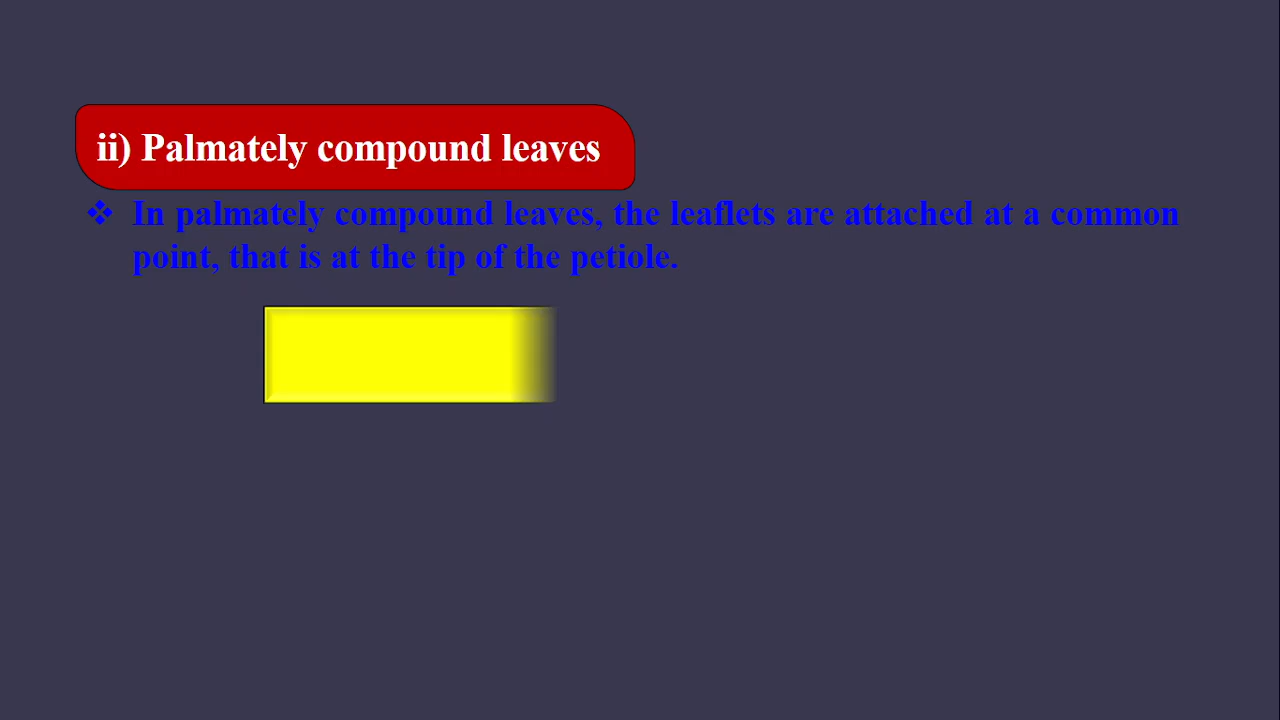 ii) Palmately compound leaves
❖ In palmately compound leaves, the leaflets are attached at a common
point, that is at the tip of the petiole.